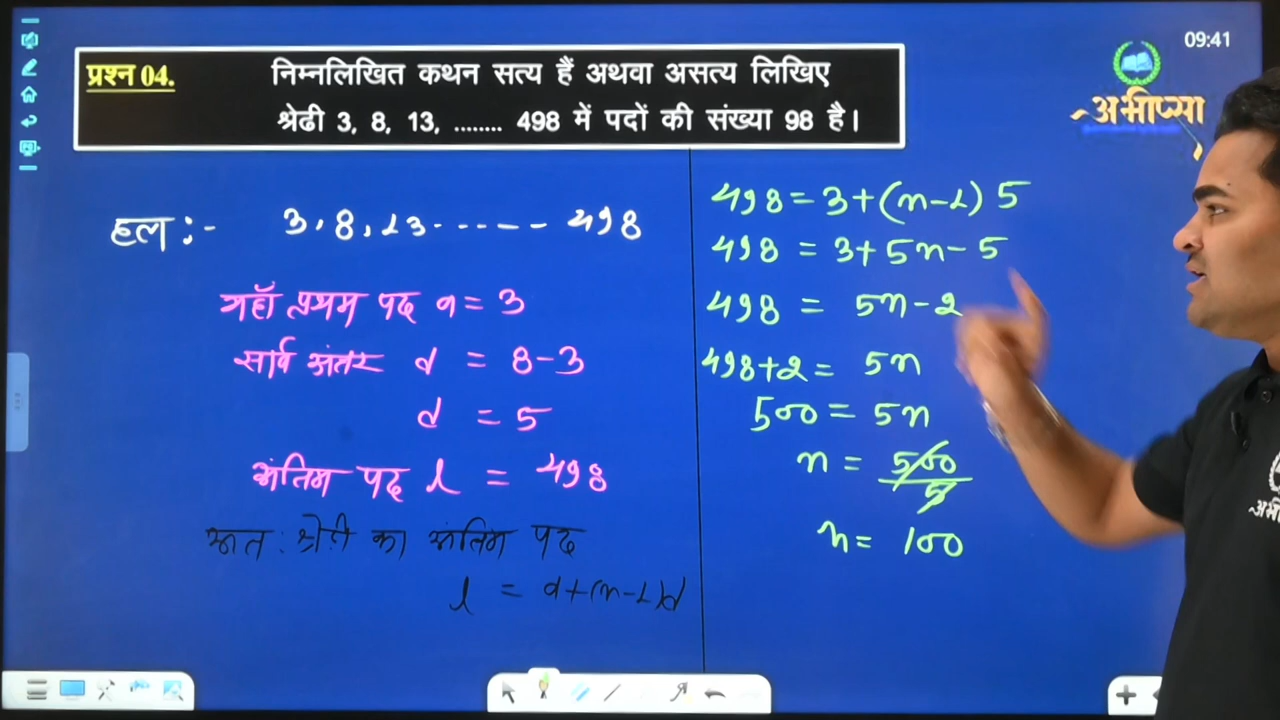 09:41
प्रश्न 04. निम्नलिखित कथन सत्य हैं अथवा असत्य लिखिए
श्रेढी 3, 8, 13, ........ 498 में पदों की संख्या 98 है।
अभीप्सा
हल :- 3, 8, 13 - - - - - - 498
यहाँ प्रथम पद a = 3
सार्व अंतर d = 8 - 3
d = 5
अंतिम पद l = 498
अत: श्रेढी का अंतिम पद
l = a + (n - 1) d
498 = 3 + (n - 1) 5
498 = 3 + 5n - 5
498 = 5n - 2
498 + 2 = 5n
500 = 5n
n = 500/5
n = 100